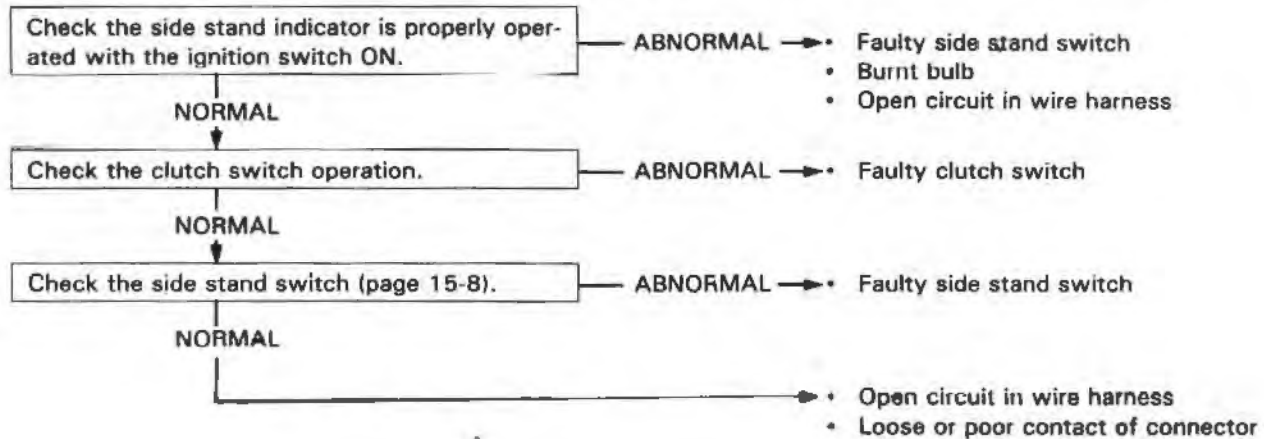 Check the side stand indicator is properly oper-
ated with the ignition switch ON.
ABNORMAL
• Faulty side stand switch
• Burnt bulb
• Open circuit in wire harness
NORMAL
Check the clutch switch operation.
ABNORMAL
• Faulty clutch switch
NORMAL
Check the side stand switch (page 15-8).
ABNORMAL
• Faulty side stand switch
NORMAL
• Open circuit in wire harness
• Loose or poor contact of connector